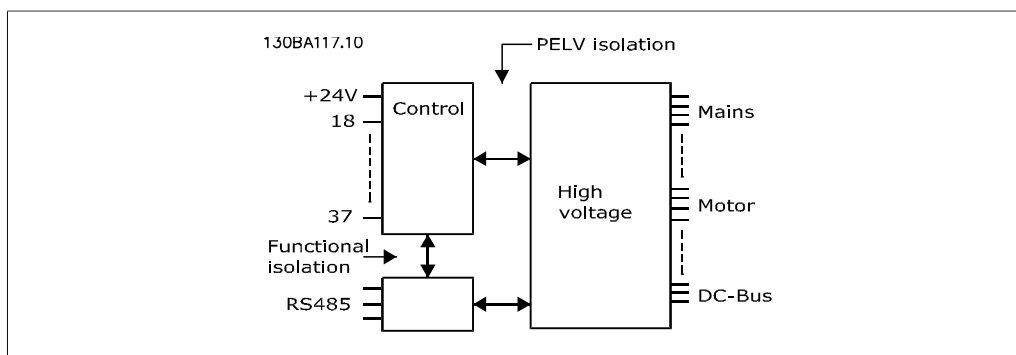 130BA117.10
PELV isolation
+24V
Control
18
Mains
High
voltage
37
Motor
Functional
isolation
RS485
DC-Bus